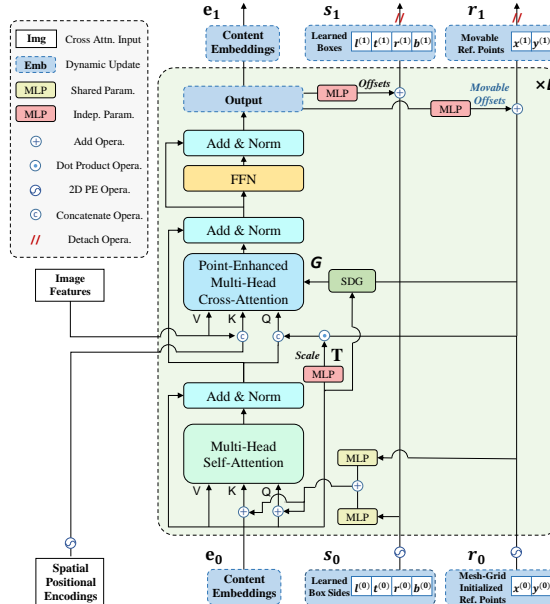 e₁
s₁
r₁
Content
Embeddings
Learned
Boxes
l⁽¹⁾ t⁽¹⁾ r⁽¹⁾ b⁽¹⁾
Movable
Ref. Points
x⁽¹⁾ y⁽¹⁾
Img Cross Attn. Input
Emb Dynamic Update
MLP Shared Param.
MLP Indep. Param.
Add Opera.
Dot Product Opera.
2D PE Opera.
C Concatenate Opera.
Detach Opera.
Output
MLP
Offsets
Movable
Offsets
MLP
Add & Norm
FFN
Add & Norm
Point-Enhanced
Multi-Head
Cross-Attention
G
SDG
Image
Features
V K Q
C C
Scale T
MLP
Add & Norm
Multi-Head
Self-Attention
MLP
MLP
V K Q
Spatial
Positional
Encodings
e₀
s₀
r₀
Content
Embeddings
Learned
Box Sides
l⁽⁰⁾ t⁽⁰⁾ r⁽⁰⁾ b⁽⁰⁾
Mesh-Grid
Initialized
Ref. Points
x⁽⁰⁾ y⁽⁰⁾